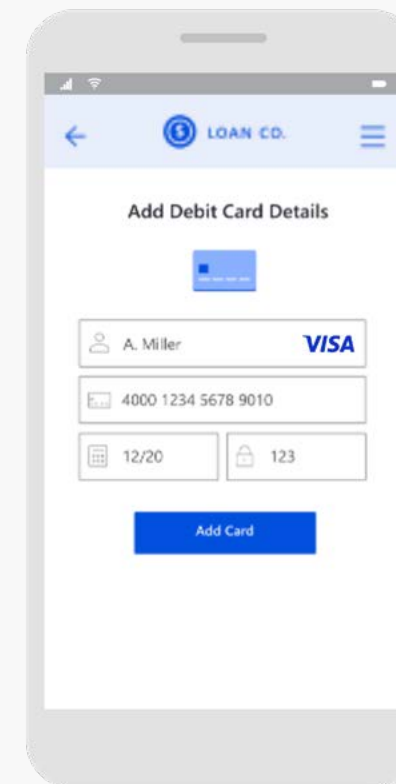 LOAN CO.
Add Debit Card Details
A. Miller VISA
4000 1234 5678 9010
12/20 123
Add Card